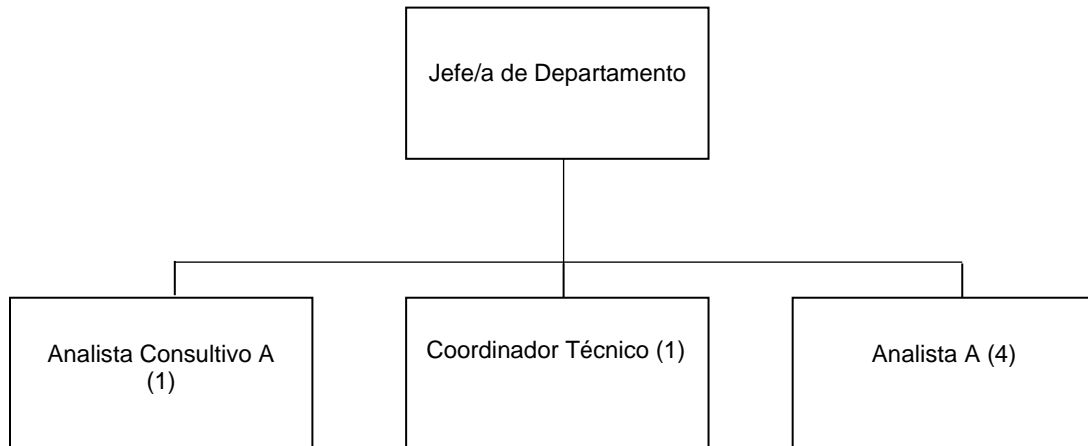 Jefe/a de Departamento
Analista Consultivo A
(1)
Coordinador Técnico (1)
Analista A (4)